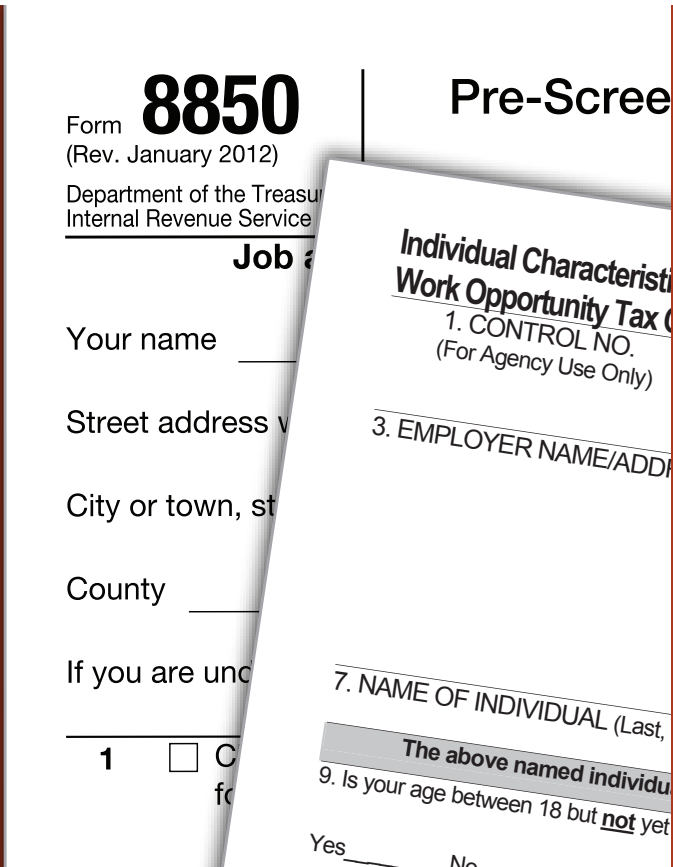 Form 8850
(Rev. January 2012)
Department of the Treasu
Internal Revenue Service
Pre-Scree
Job a
Your name
Street address w
City or town, st
County
If you are und
1
Individual Characteristi
Work Opportunity Tax C
1. CONTROL NO.
(For Agency Use Only)
3. EMPLOYER NAME/ADDR
7. NAME OF INDIVIDUAL (Last,
The above named individu
9. Is your age between 18 but not yet
Yes No